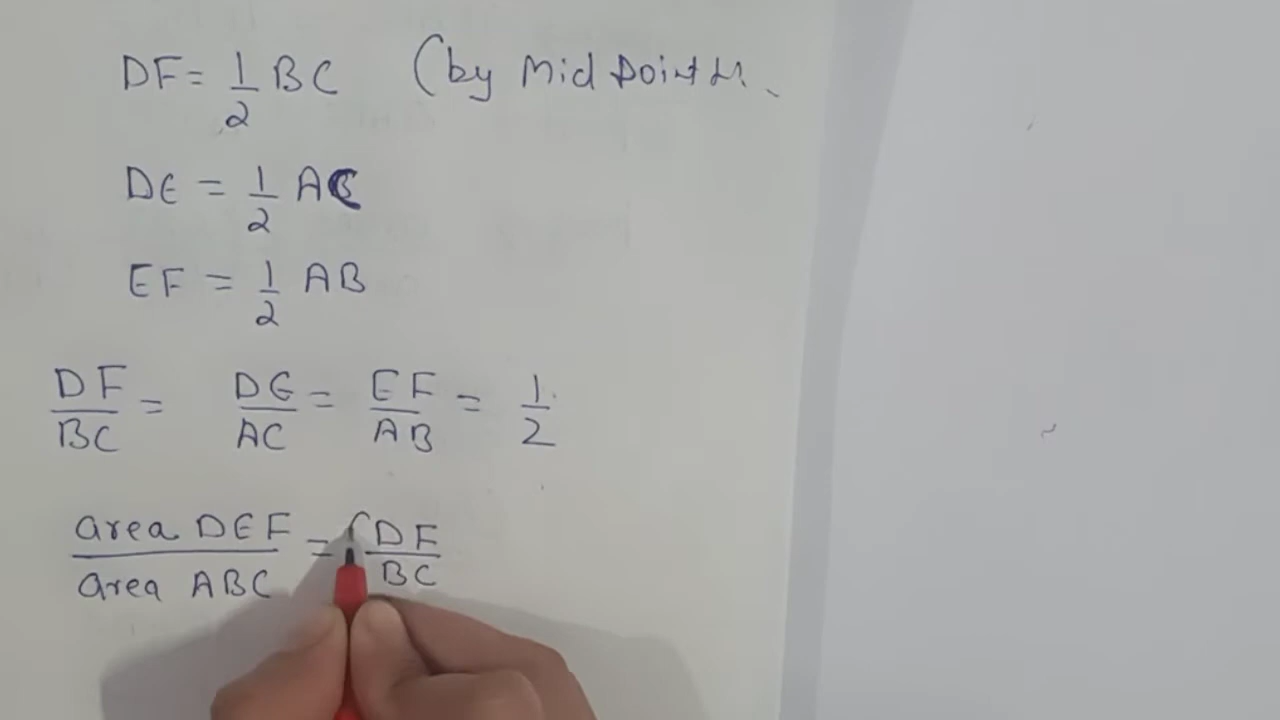 DF = 1/2 BC (by Mid Point
DE = 1/2 AC
EF = 1/2 AB
DF/BC = DE/AC = EF/AB = 1/2
area DEF/area ABC = (DF/BC